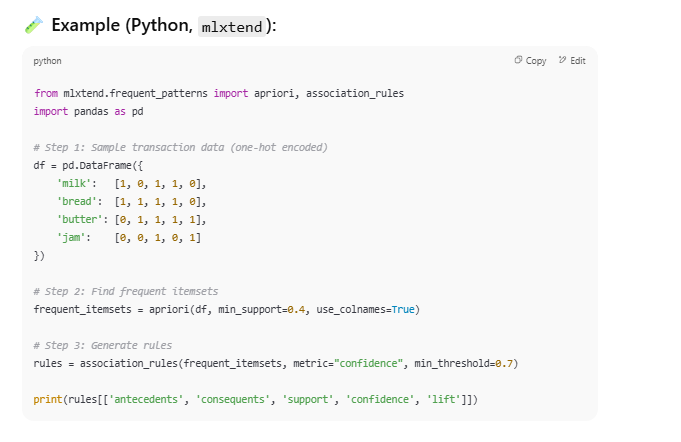 Example (Python, mlxtend):
python
Copy Edit
from mlxtend.frequent_patterns import apriori, association_rules
import pandas as pd
# Step 1: Sample transaction data (one-hot encoded)
df = pd.DataFrame({
    'milk':   [1, 0, 1, 1, 0],
    'bread':  [1, 1, 1, 1, 0],
    'butter': [0, 1, 1, 1, 1],
    'jam':    [0, 0, 1, 0, 1]
})
# Step 2: Find frequent itemsets
frequent_itemsets = apriori(df, min_support=0.4, use_colnames=True)
# Step 3: Generate rules
rules = association_rules(frequent_itemsets, metric="confidence", min_threshold=0.7)
print(rules[['antecedents', 'consequents', 'support', 'confidence', 'lift']])